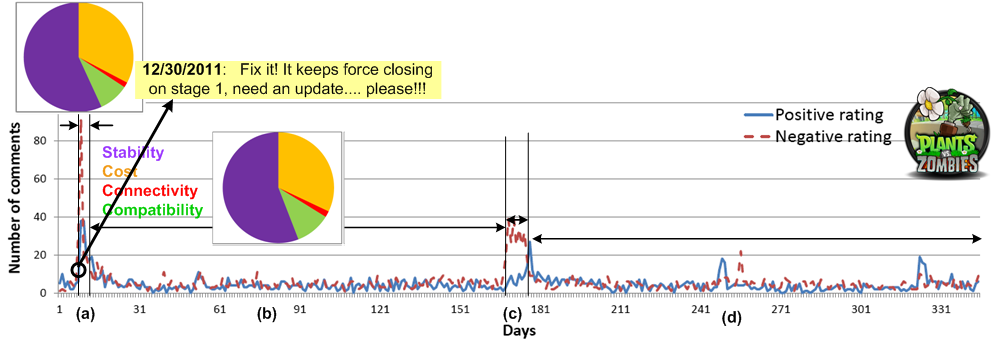 12/30/2011: Fix it! It keeps force closing
on stage 1, need an update.... please!!!
Positive rating
Negative rating
PLANTS
VS.
ZOMBIES
Stability
Cost
Connectivity
Compatibility
Number of comments
80
60
40
20
0
1 31 61 91 121 151 181 211 241 271 301 331
(a) (b) (c) (d)
Days